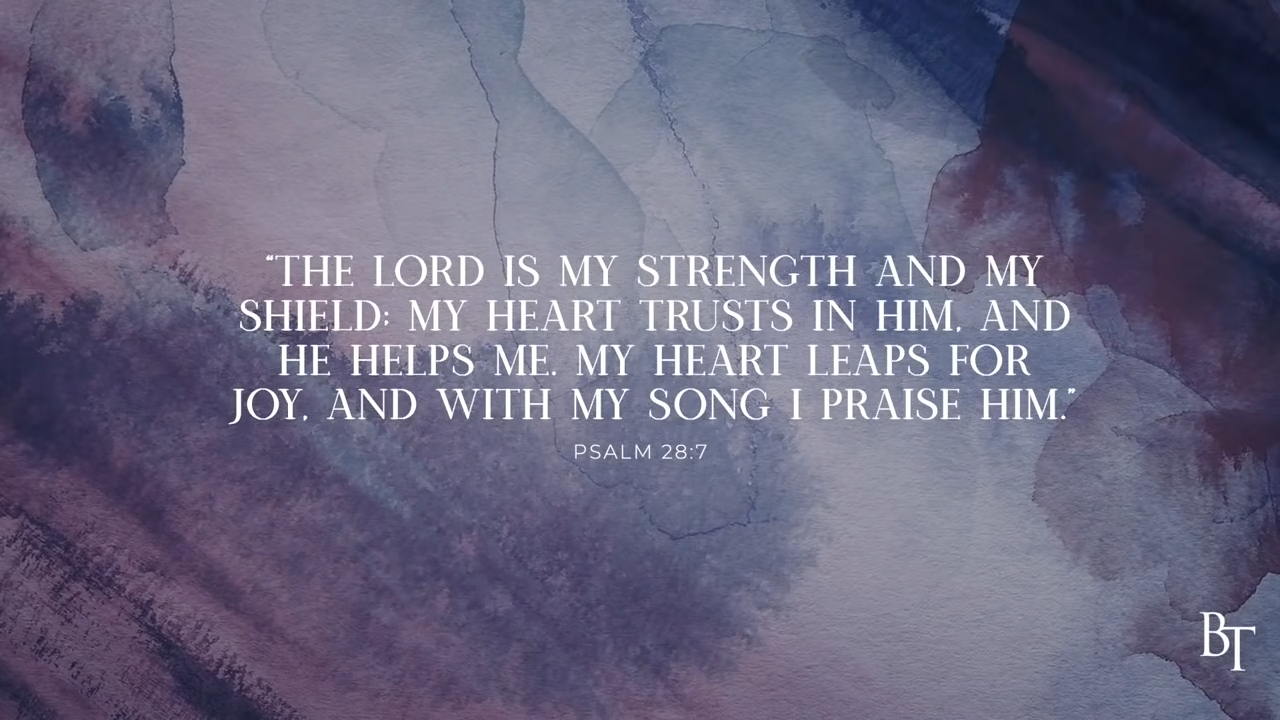 “THE LORD IS MY STRENGTH AND MY
SHIELD; MY HEART TRUSTS IN HIM, AND
HE HELPS ME. MY HEART LEAPS FOR
JOY, AND WITH MY SONG I PRAISE HIM.”
PSALM 28:7
BT